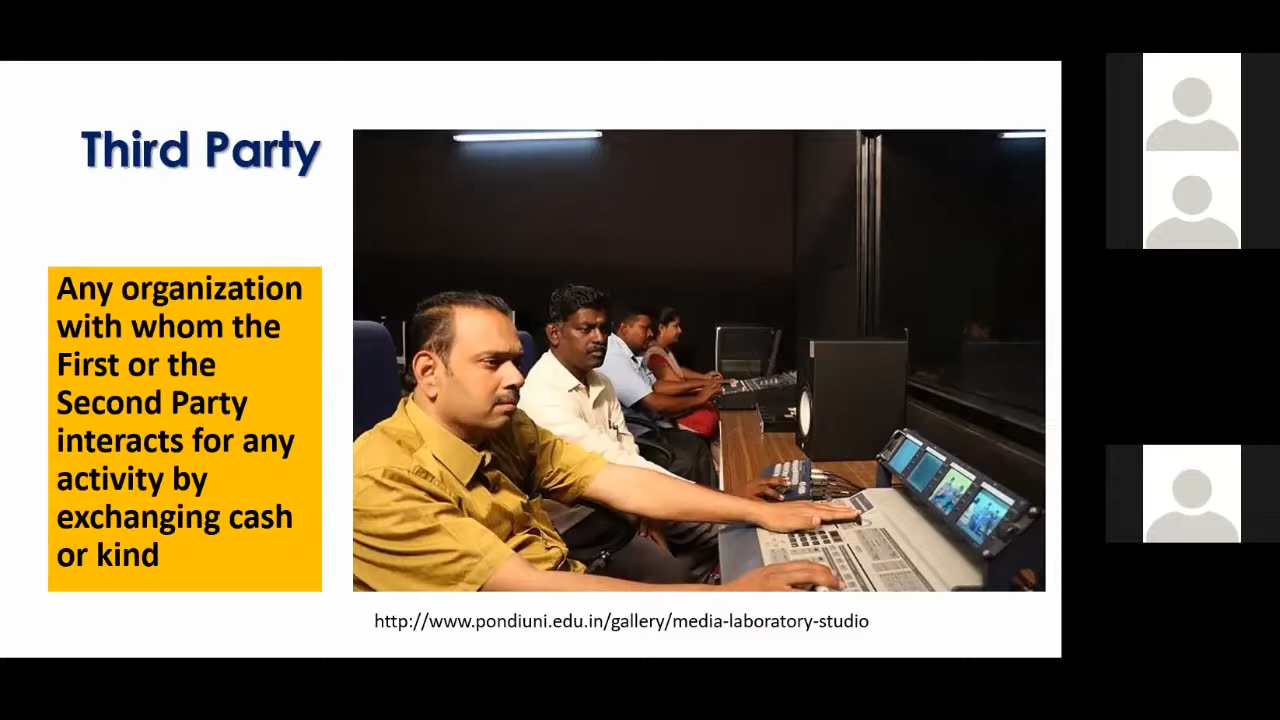 Third Party
Any organization
with whom the
First or the
Second Party
interacts for any
activity by
exchanging cash
or kind
http://www.pondiuni.edu.in/gallery/media-laboratory-studio